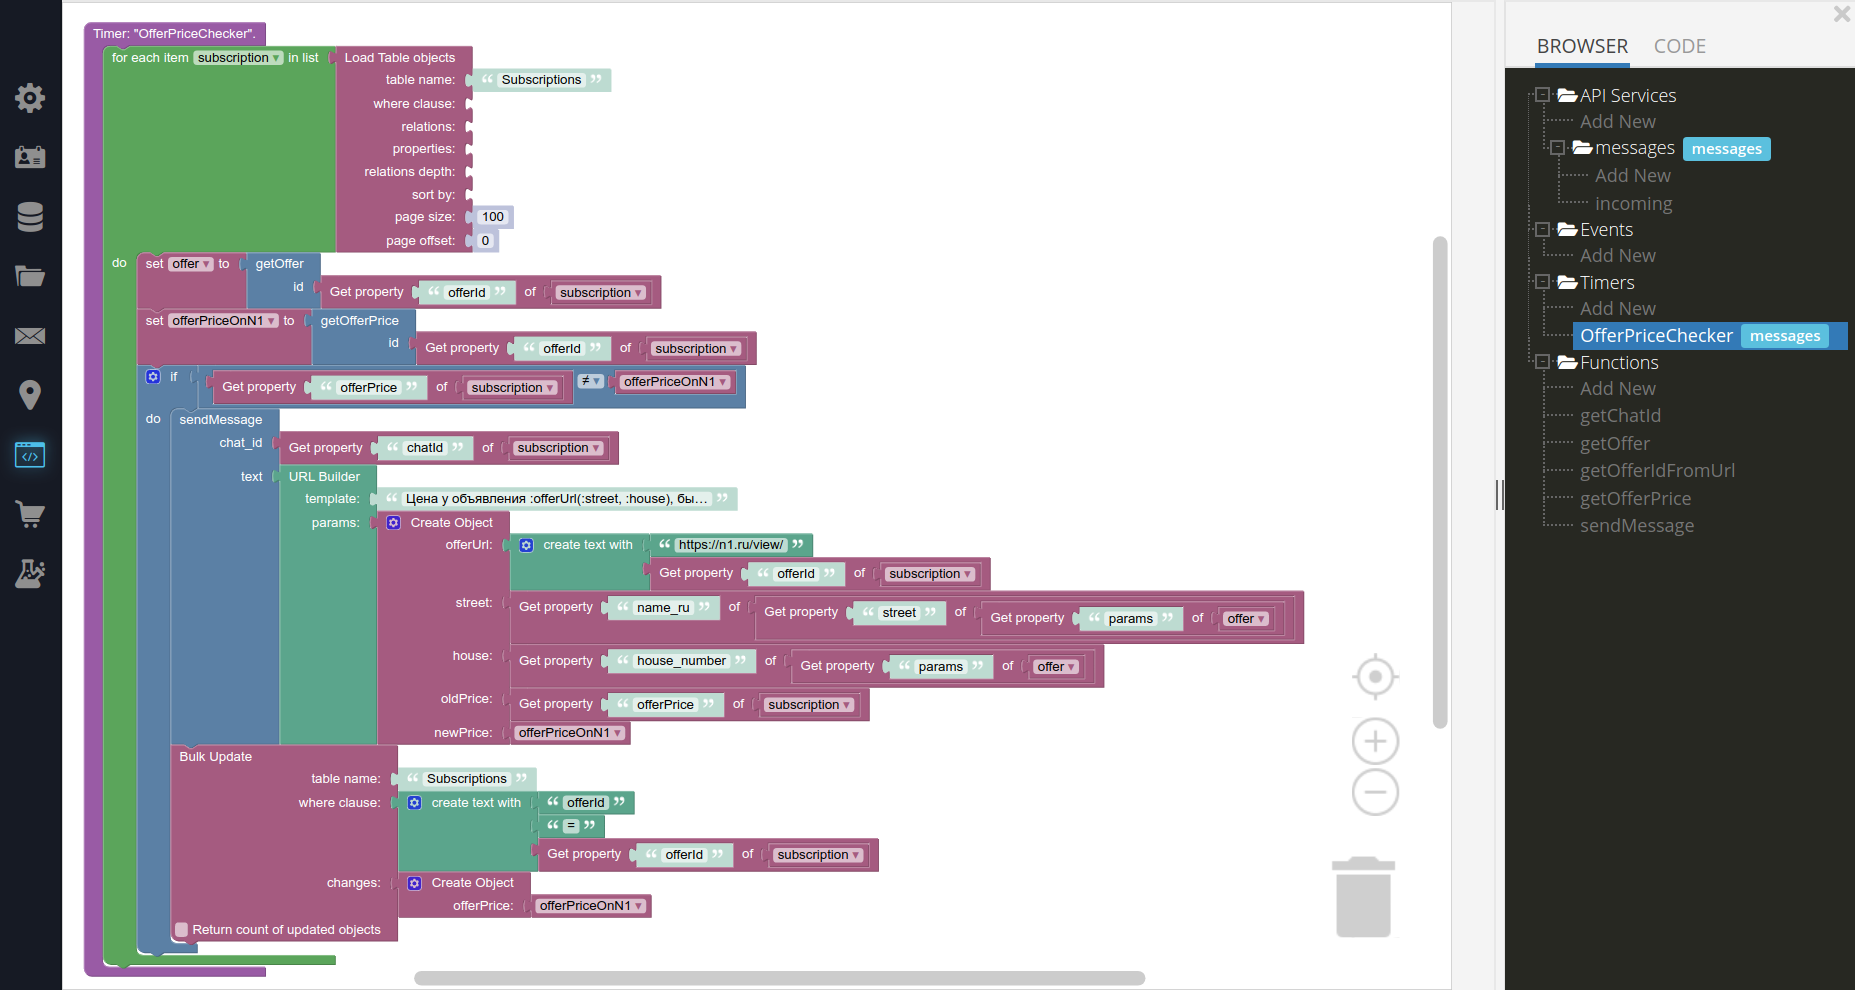 Timer: "OfferPriceChecker".
for each item subscription ▾ in list Load Table objects
table name: “ Subscriptions ”
where clause:
relations:
properties:
relations depth:
sort by:
page size: 100
page offset: 0
do set offer ▾ to getOffer
id Get property “ offerId ” of subscription ▾
set offerPriceOnN1 ▾ to getOfferPrice
id Get property “ offerId ” of subscription ▾
if Get property “ offerPrice ” of subscription ▾ ≠ ▾ offerPriceOnN1 ▾
do sendMessage
chat_id Get property “ chatId ” of subscription ▾
text URL Builder
template: “ Цена у объявления :offerUrl(:street, :house), бы... ”
params: Create Object
offerUrl: create text with “ https://n1.ru/view/ ”
Get property “ offerId ” of subscription ▾
street: Get property “ name_ru ” of Get property “ street ” of Get property “ params ” of offer ▾
house: Get property “ house_number ” of Get property “ params ” of offer ▾
oldPrice: Get property “ offerPrice ” of subscription ▾
newPrice: offerPriceOnN1 ▾
Bulk Update
table name: “ Subscriptions ”
where clause: create text with “ offerId ”
“ = ”
Get property “ offerId ” of subscription ▾
changes: Create Object
offerPrice: offerPriceOnN1 ▾
Return count of updated objects
BROWSER CODE
API Services
Add New
messages messages
Add New
incoming
Events
Add New
Timers
Add New
OfferPriceChecker messages
Functions
Add New
getChatId
getOffer
getOfferIdFromUrl
getOfferPrice
sendMessage